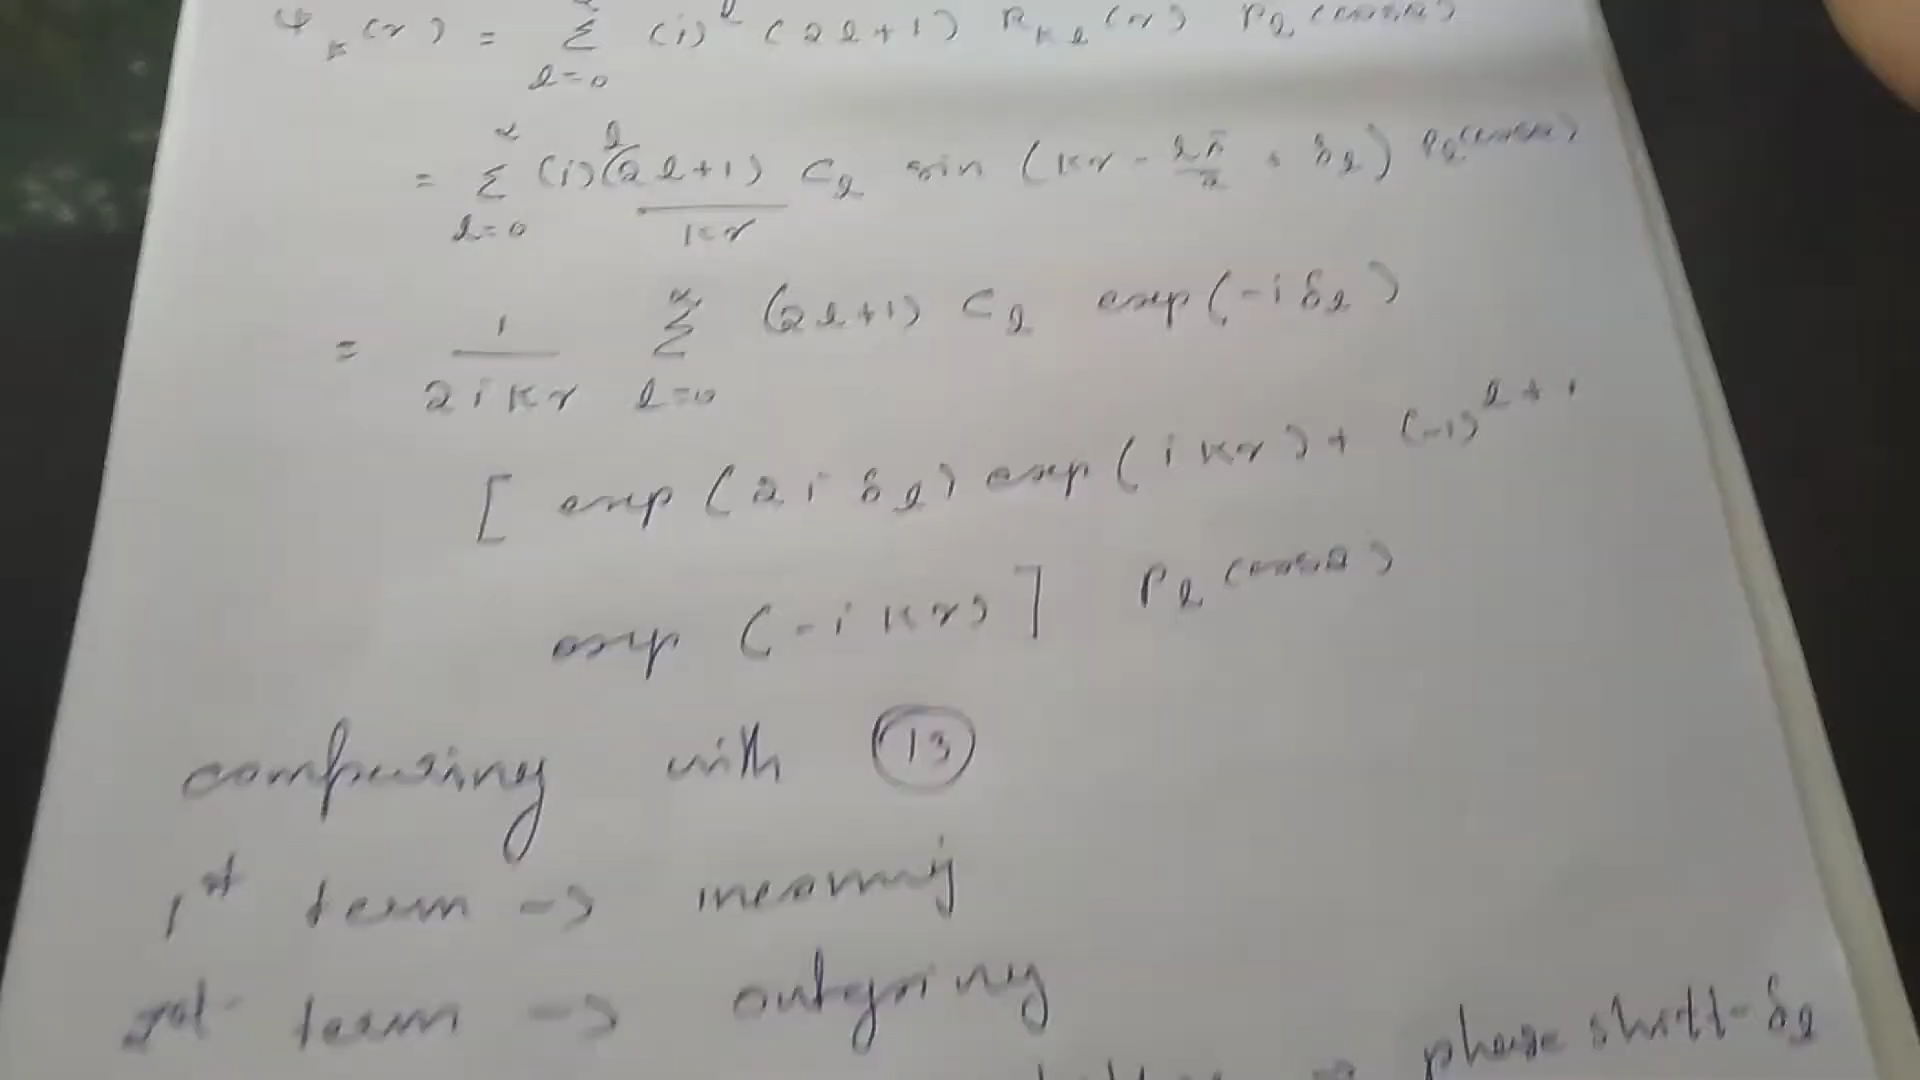 ψ_k(r) = Σ_{l=0}^{∝} (i)^l (2l+1) R_{kl}(r) P_l(cosθ)
= Σ_{l=0}^{∝} (i)^l (2l+1)/kr C_l sin (kr - lπ/2 + δ_l) P_l(cosθ)
= 1/2ikr Σ_{l=0}^{∝} (2l+1) C_l exp(-iδ_l)
[ exp (2iδ_l) exp (ikr) + (-1)^{l+1}
exp (-ikr) ] P_l (cosθ)
comparing with (13)
1st term -> incoming
2nd term -> outgoing
phase shift - δ_l